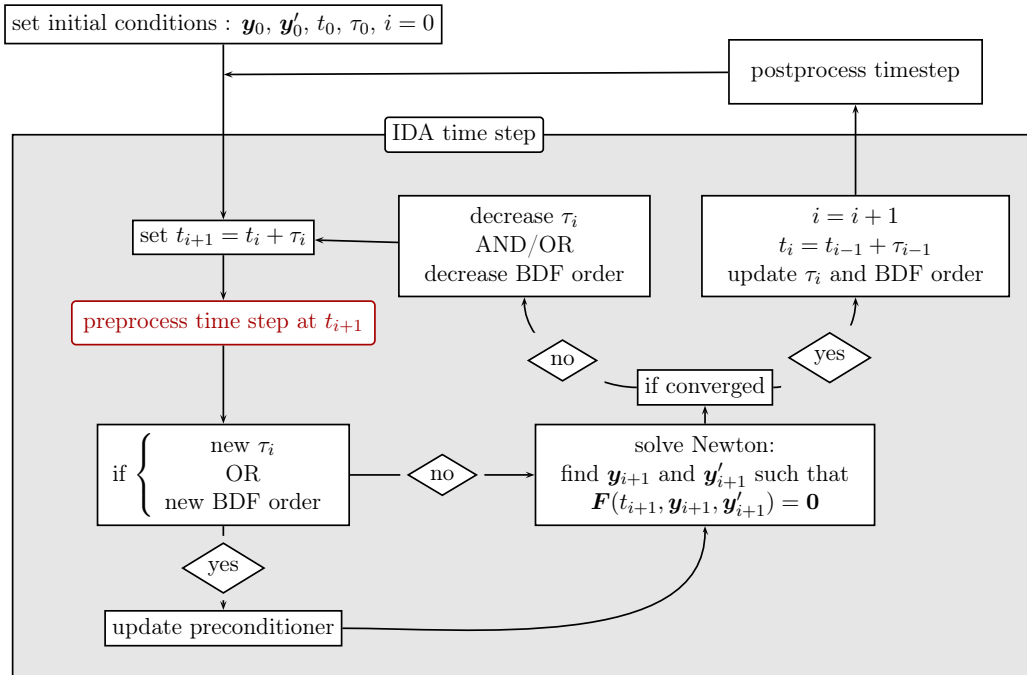 set initial conditions : y₀, y′₀, t₀, τ₀, i = 0
postprocess timestep
IDA time step
set tᵢ₊₁ = tᵢ + τᵢ
decrease τᵢ
AND/OR
decrease BDF order
i = i + 1
tᵢ = tᵢ₋₁ + τᵢ₋₁
update τᵢ and BDF order
preprocess time step at tᵢ₊₁
no
yes
if converged
if {
new τᵢ
OR
new BDF order
no
solve Newton:
find yᵢ₊₁ and y′ᵢ₊₁ such that
F(tᵢ₊₁, yᵢ₊₁, y′ᵢ₊₁) = 0
yes
update preconditioner